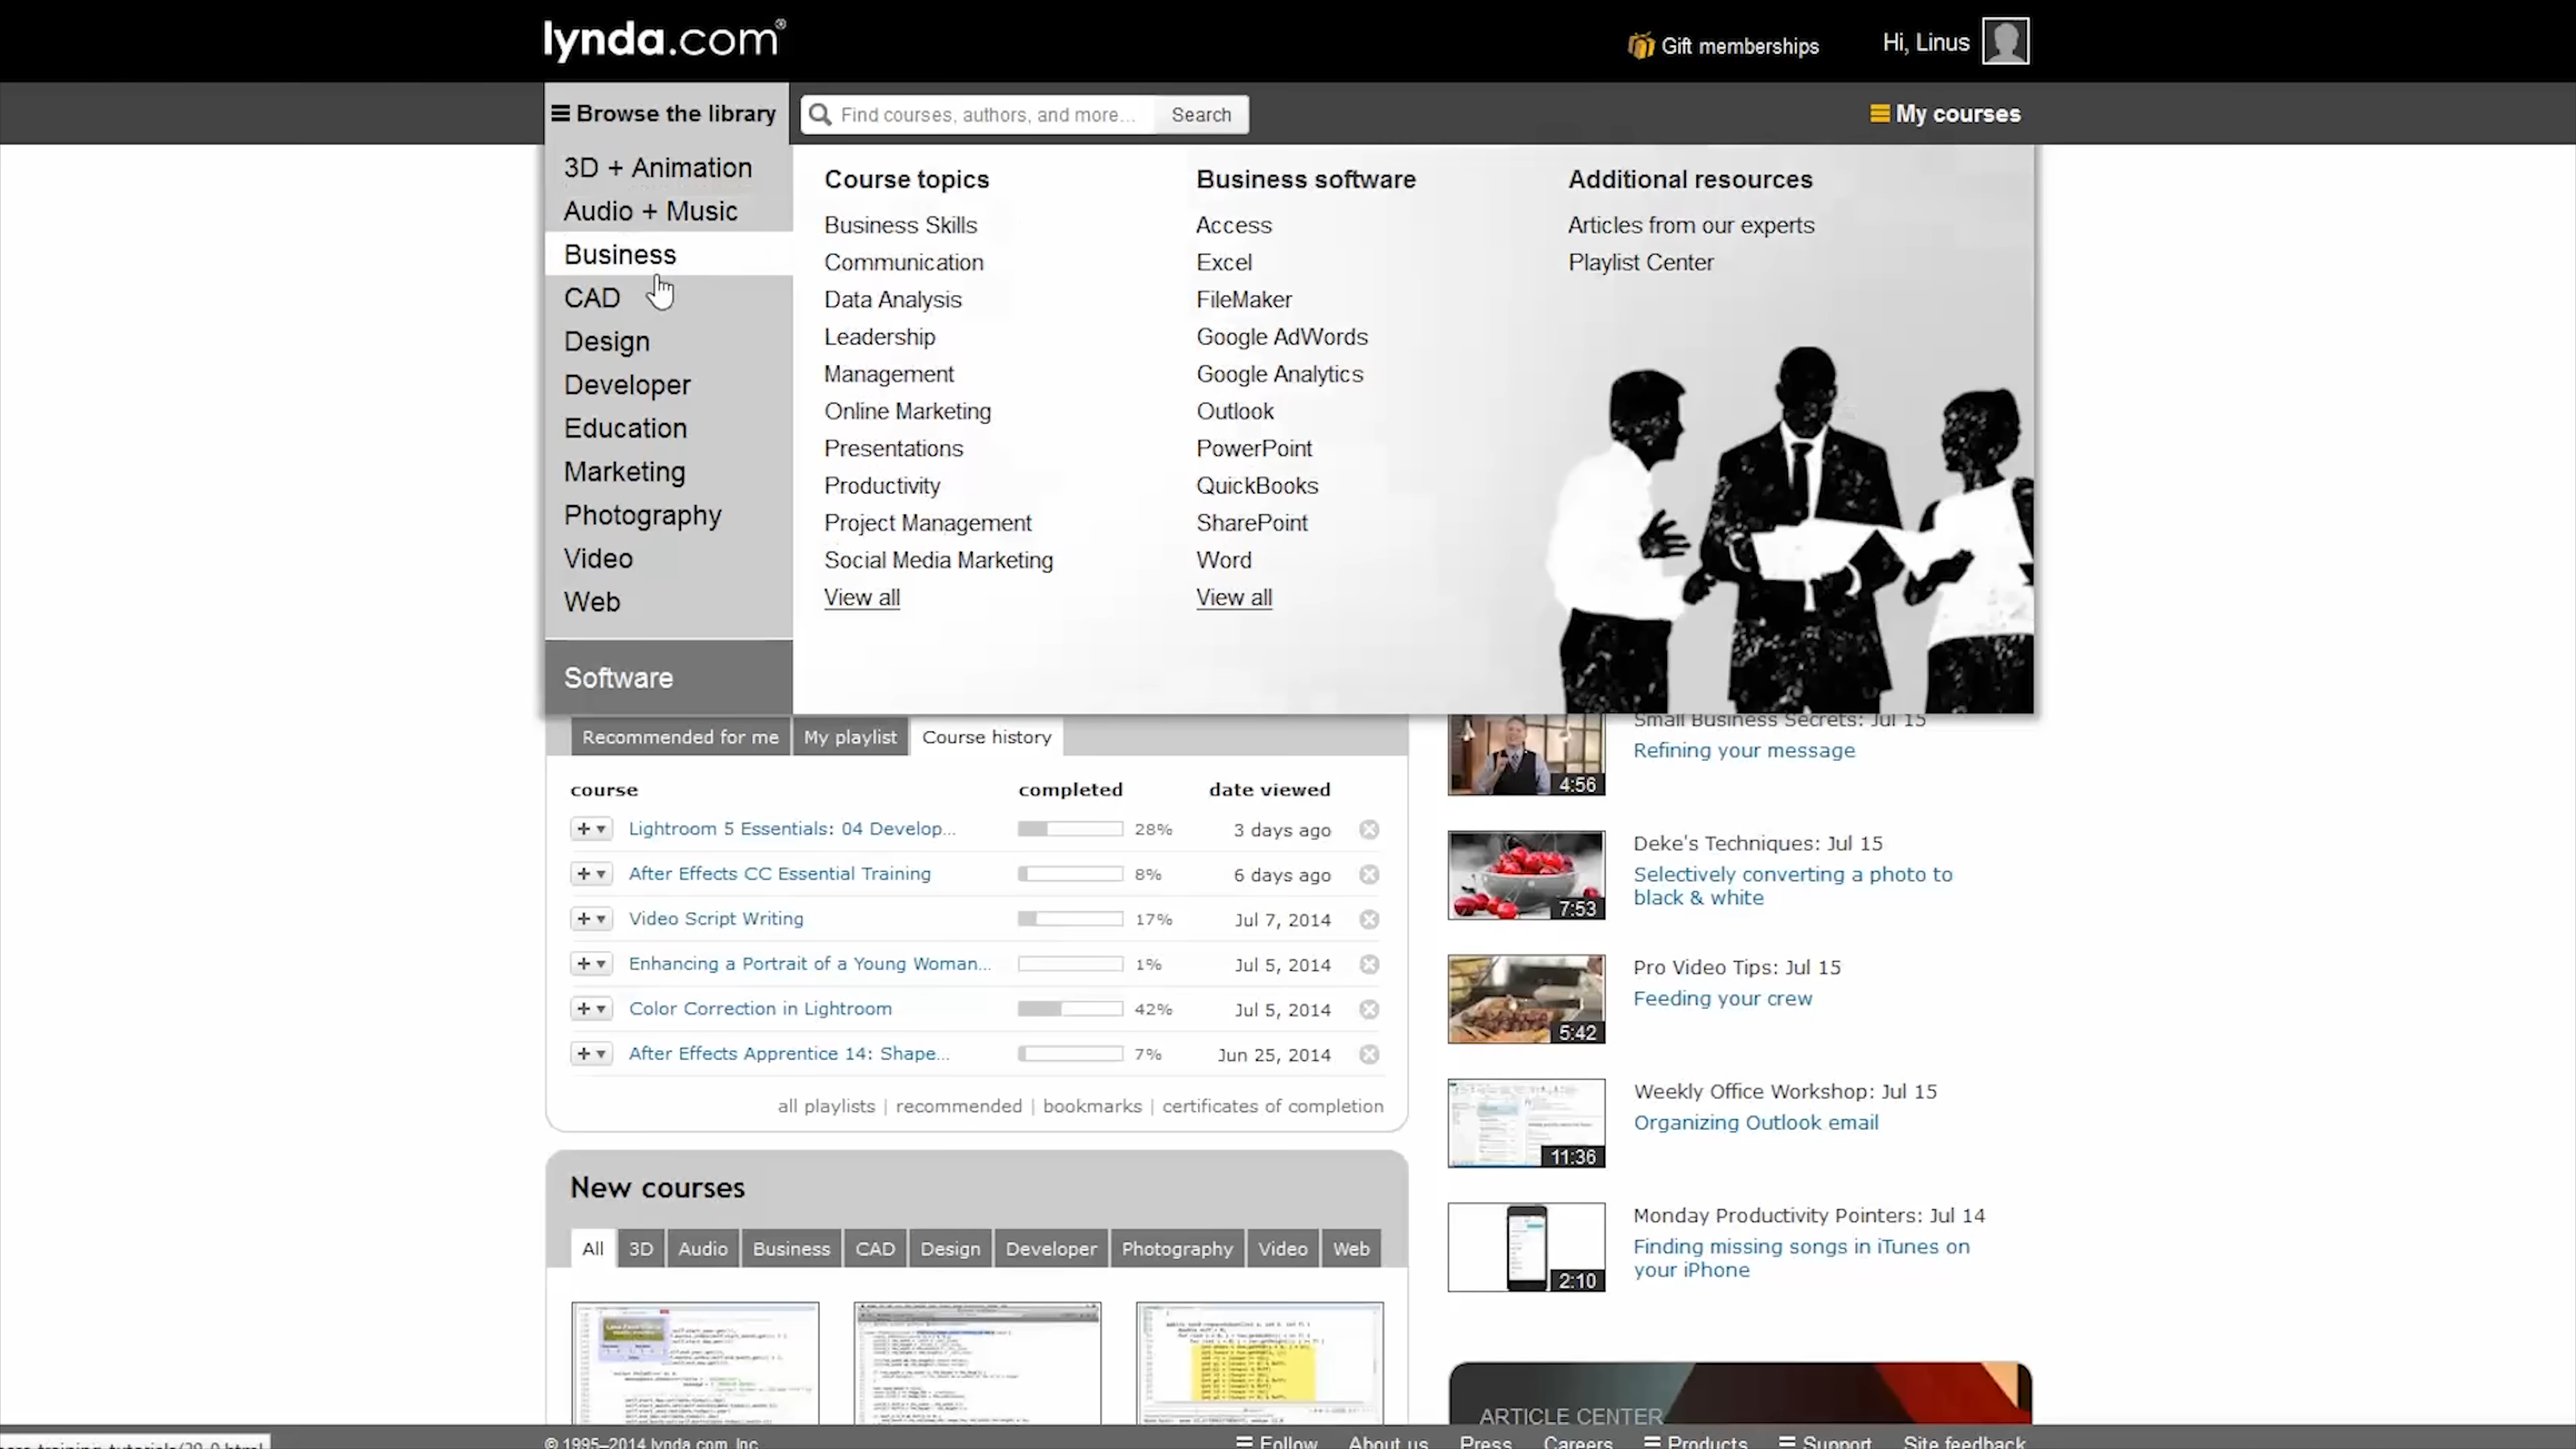 lynda.com®
Gift memberships
Hi, Linus
Browse the library
Find courses, authors, and more...
Search
My courses
3D + Animation
Audio + Music
Business
CAD
Design
Developer
Education
Marketing
Photography
Video
Web
Software
Course topics
Business Skills
Communication
Data Analysis
Leadership
Management
Online Marketing
Presentations
Productivity
Project Management
Social Media Marketing
View all
Business software
Access
Excel
FileMaker
Google AdWords
Google Analytics
Outlook
PowerPoint
QuickBooks
SharePoint
Word
View all
Additional resources
Articles from our experts
Playlist Center
Recommended for me
My playlist
Course history
course completed date viewed
Lightroom 5 Essentials: 04 Develop... 28% 3 days ago
After Effects CC Essential Training 8% 6 days ago
Video Script Writing 17% Jul 7, 2014
Enhancing a Portrait of a Young Woman... 1% Jul 5, 2014
Color Correction in Lightroom 42% Jul 5, 2014
After Effects Apprentice 14: Shape... 7% Jun 25, 2014
all playlists | recommended | bookmarks | certificates of completion
Small Business Secrets: Jul 15
Refining your message
4:56
Deke's Techniques: Jul 15
Selectively converting a photo to
black & white
7:53
Pro Video Tips: Jul 15
Feeding your crew
5:42
Weekly Office Workshop: Jul 15
Organizing Outlook email
11:36
Monday Productivity Pointers: Jul 14
Finding missing songs in iTunes on
your iPhone
2:10
New courses
All 3D Audio Business CAD Design Developer Photography Video Web
ARTICLE CENTER
© 1995–2014 lynda.com, Inc.
Follow About us Press Careers Products Support Site feedback